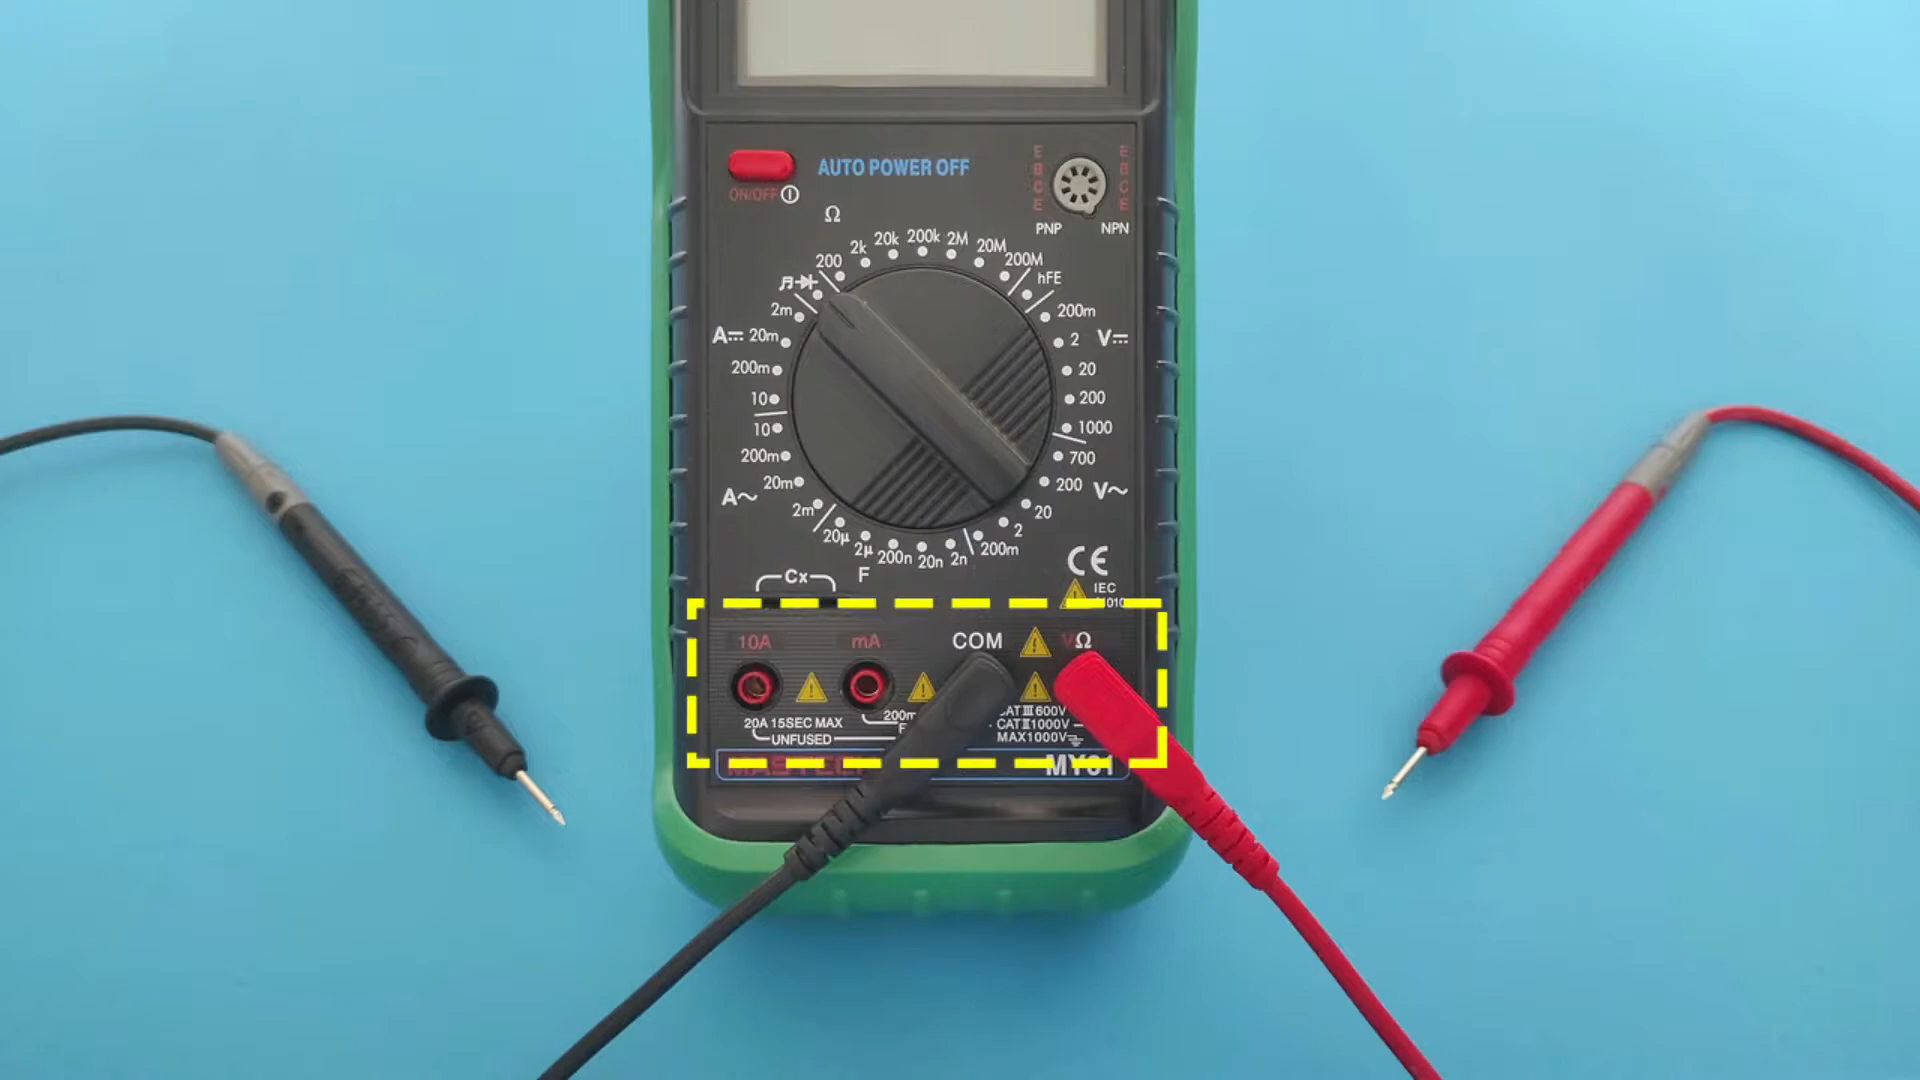 AUTO POWER OFF
ON/OFF
E E
B B
C C
E E
PNP NPN
Ω
200 2k 20k 200k 2M 20M 200M
hFE
200m
2 V
20
200
1000
700
200 V~
20
2
200m
2n
20n
200n
2µ
20µ
F
2m
20m
200m
10
A
10
200m
20m
2m
A~
Cx
CE
IEC
10A mA COM VΩ
20A 15SEC MAX
UNFUSED
CAT III 600V
CAT II 1000V
MAX1000V
MASTECH MY61